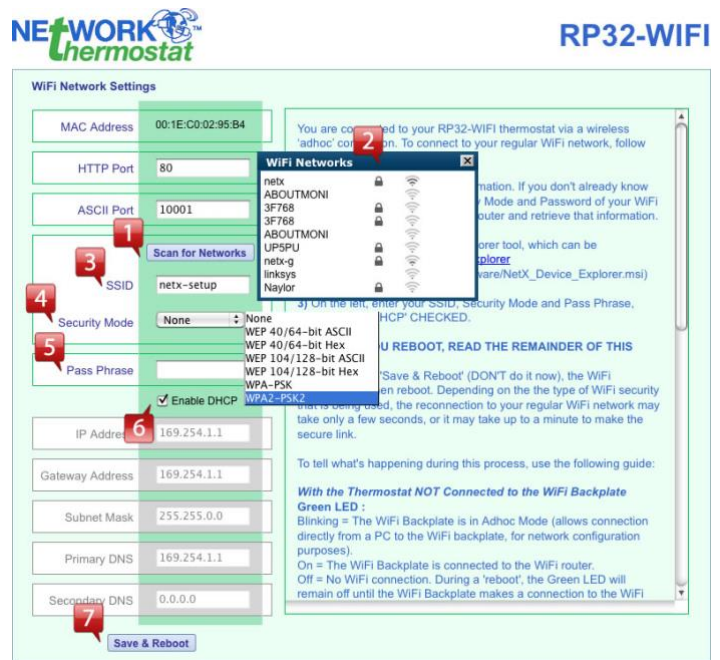 NETWORK™
thermostat
RP32-WIFI
WiFi Network Settings
MAC Address 00:1E:C0:02:95:B4
HTTP Port 80
ASCII Port 10001
1
Scan for Networks
3
SSID netx-setup
4
Security Mode None
5
Pass Phrase
Enable DHCP
6
IP Address 169.254.1.1
Gateway Address 169.254.1.1
Subnet Mask 255.255.0.0
Primary DNS 169.254.1.1
Secondary DNS 0.0.0.0
7
Save & Reboot
2
WiFi Networks
netx
ABOUTMONI
3F768
3F768
ABOUTMONI
UP5PU
netx-g
linksys
Naylor
None
WEP 40/64-bit ASCII
WEP 40/64-bit Hex
WEP 104/128-bit ASCII
WEP 104/128-bit Hex
WPA-PSK
WPA2-PSK2
You are connected to your RP32-WIFI thermostat via a wireless
'adhoc' connection. To connect to your regular WiFi network, follow
mation. If you don't already know
Mode and Password of your WiFi
outer and retrieve that information.
orer tool, which can be
xplorer
ware/NetX_Device_Explorer.msi)
3) On the left, enter your SSID, Security Mode and Pass Phrase,
HCP' CHECKED.
U REBOOT, READ THE REMAINDER OF THIS
'Save & Reboot' (DON'T do it now), the WiFi
en reboot. Depending on the the type of WiFi security
that is being used, the reconnection to your regular WiFi network may
take only a few seconds, or it may take up to a minute to make the
secure link.
To tell what's happening during this process, use the following guide:
With the Thermostat NOT Connected to the WiFi Backplate
Green LED :
Blinking = The WiFi Backplate is in Adhoc Mode (allows connection
directly from a PC to the WiFi backplate, for network configuration
purposes).
On = The WiFi Backplate is connected to the WiFi router.
Off = No WiFi connection. During a 'reboot', the Green LED will
remain off until the WiFi Backplate makes a connection to the WiFi